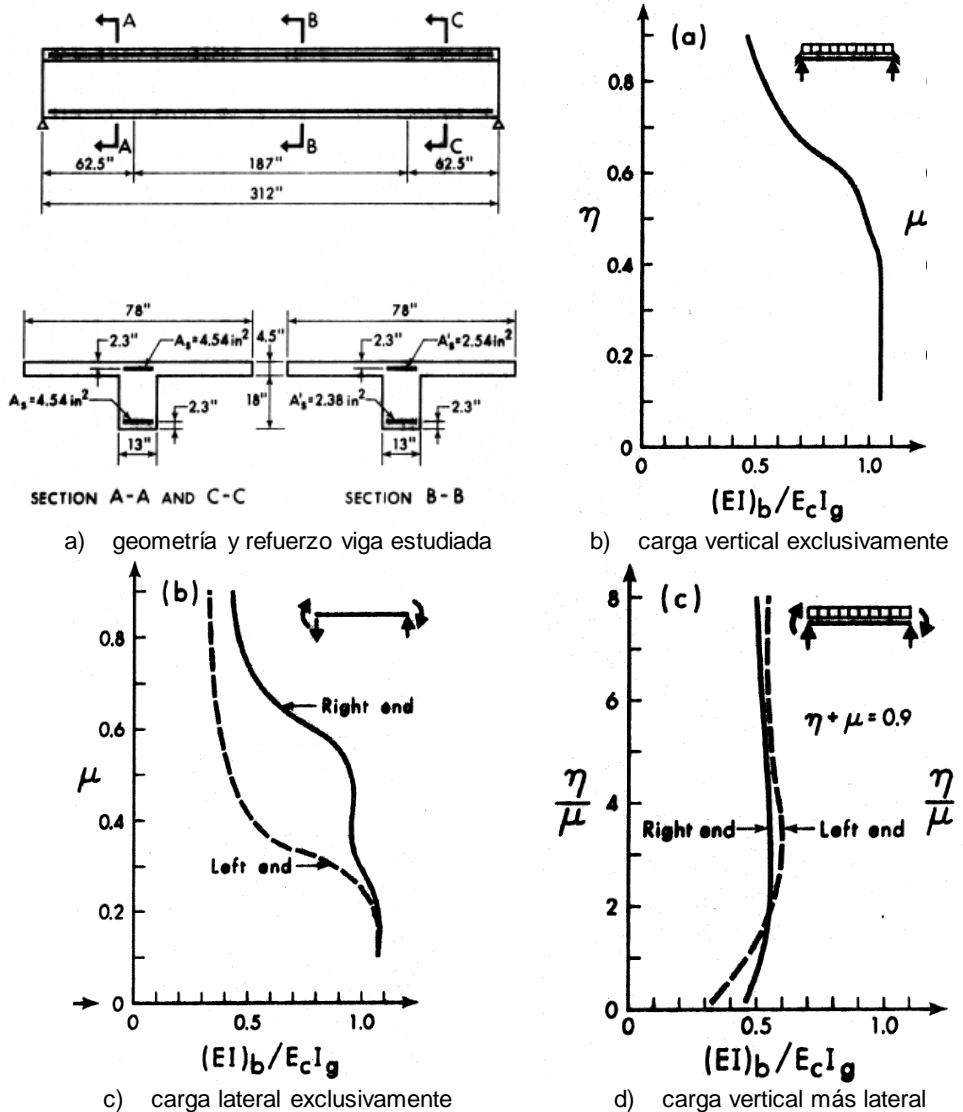 A B C
A B C
62.5" 187" 62.5"
312"
78" 78"
2.3" Aₛ=4.54 in² 4.5" 2.3" A'ₛ=2.54 in²
Aₛ=4.54 in² 2.3" 18" A'ₛ=2.38 in² 2.3"
13" 13"
SECTION A-A AND C-C SECTION B-B
a) geometría y refuerzo viga estudiada
(a)
0.8
0.6
η μ
0.4
0.2
0
0 0.5 1.0
(EI)b/EcIg
b) carga vertical exclusivamente
(b)
0.8
Right end
0.6
μ
0.4
Left end
0.2
0
0 0.5 1.0
(EI)b/EcIg
c) carga lateral exclusivamente
(c)
8
η + μ = 0.9
6
η/μ η/μ
4
Right end Left end
2
0
0 0.5 1.0
(EI)b/EcIg
d) carga vertical más lateral